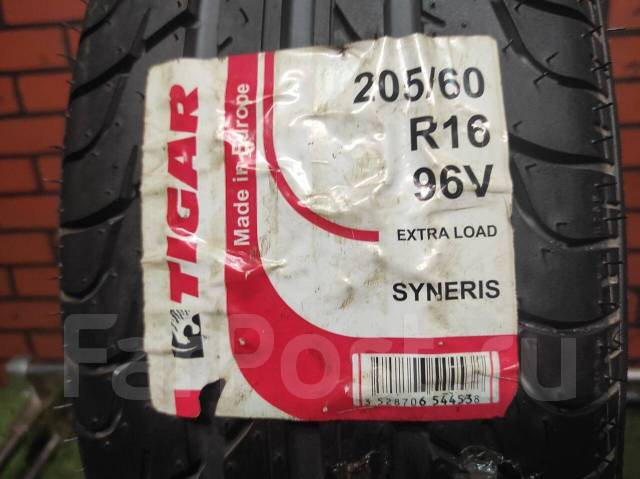 TIGAR
Made in Europe
205/60
R16
96V
EXTRA LOAD
SYNERIS
3 528706 544538
FarPost.ru